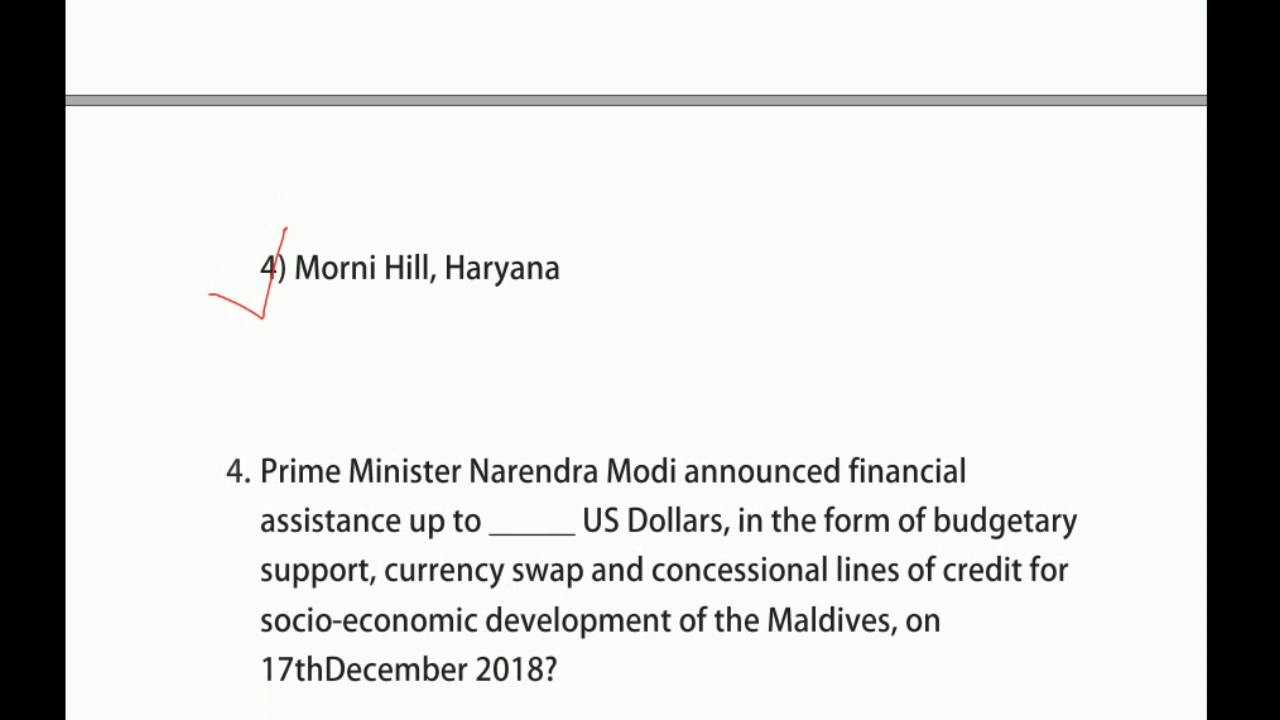 4) Morni Hill, Haryana
4. Prime Minister Narendra Modi announced financial
assistance up to ______ US Dollars, in the form of budgetary
support, currency swap and concessional lines of credit for
socio-economic development of the Maldives, on
17thDecember 2018?